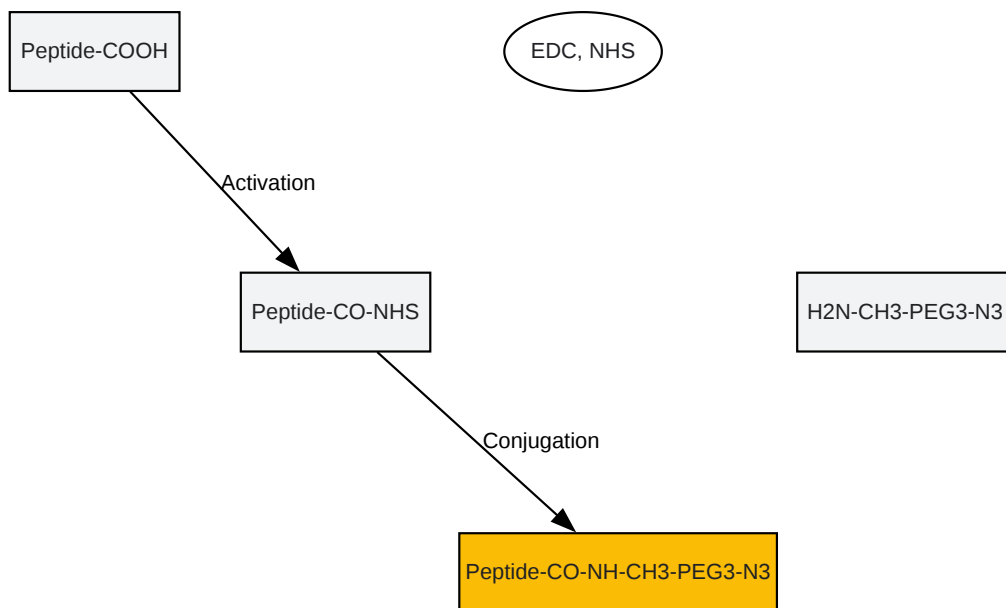 Peptide-COOH
EDC, NHS
Activation
Peptide-CO-NHS
H2N-CH3-PEG3-N3
Conjugation
Peptide-CO-NH-CH3-PEG3-N3